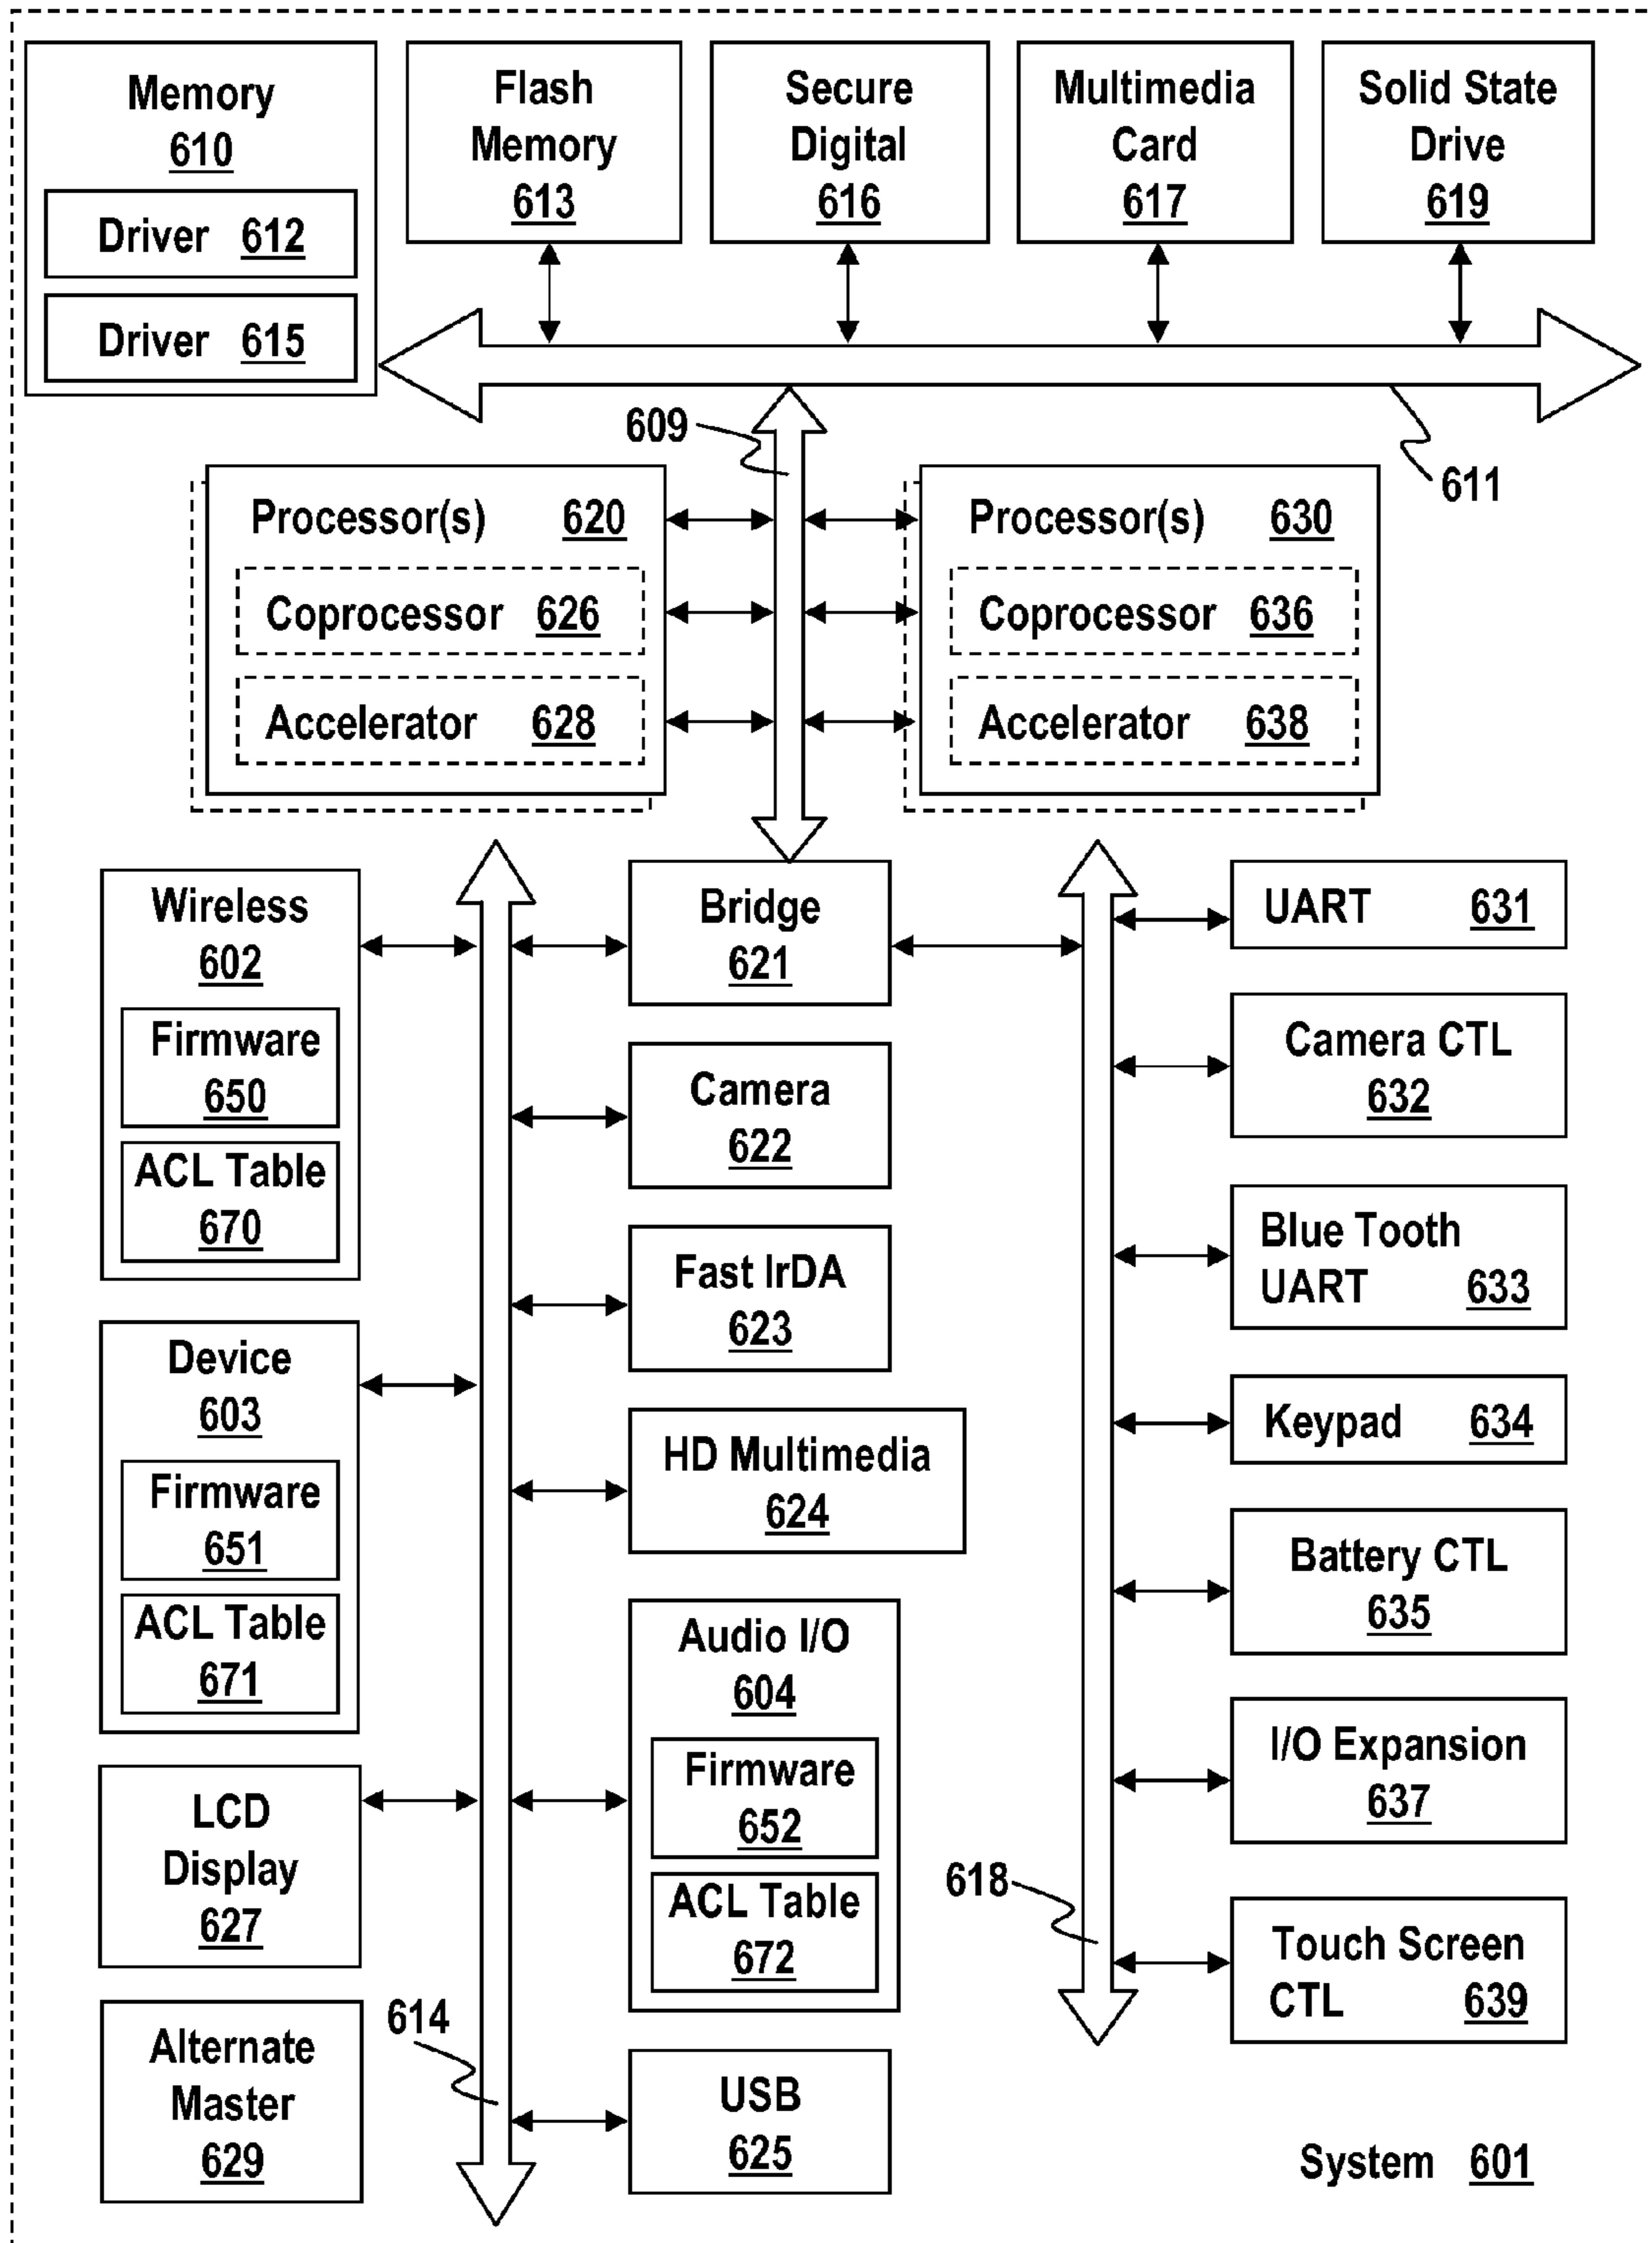 Memory
610
Driver 612
Driver 615
Flash
Memory
613
Secure
Digital
616
Multimedia
Card
617
Solid State
Drive
619
609
611
Processor(s) 620
Coprocessor 626
Accelerator 628
Processor(s) 630
Coprocessor 636
Accelerator 638
Wireless
602
Firmware
650
ACL Table
670
Device
603
Firmware
651
ACL Table
671
LCD
Display
627
Alternate
Master
629
614
Bridge
621
Camera
622
Fast IrDA
623
HD Multimedia
624
Audio I/O
604
Firmware
652
ACL Table
672
USB
625
618
UART 631
Camera CTL
632
Blue Tooth
UART 633
Keypad 634
Battery CTL
635
I/O Expansion
637
Touch Screen
CTL 639
System 601